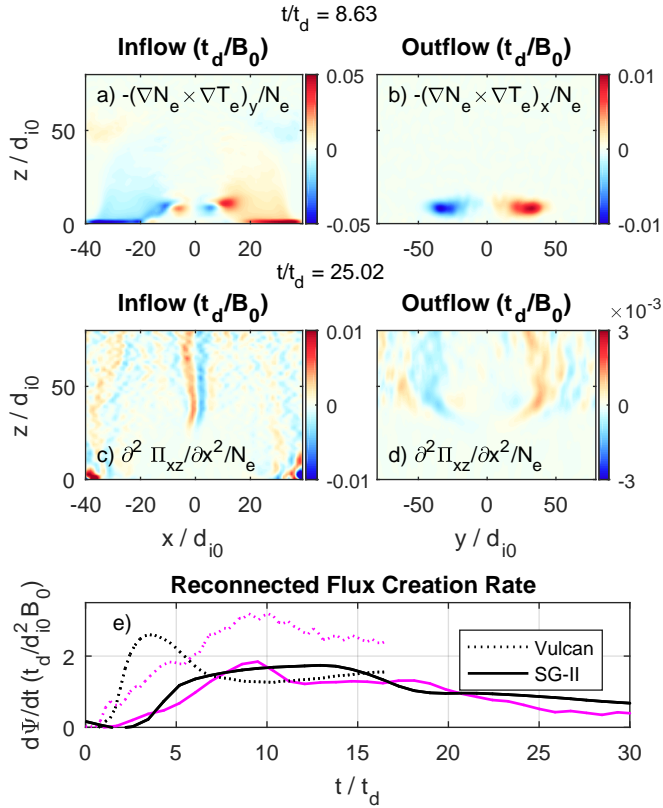 t/t_d = 8.63
Inflow (t_d/B_0)
Outflow (t_d/B_0)
a) -(∇N_e × ∇T_e)_y/N_e
b) -(∇N_e × ∇T_e)_x/N_e
z / d_i0
50
0
-40 -20 0 20
x
0.05
0
-0.05
-50 0 50
0.01
0
-0.01
t/t_d = 25.02
Inflow (t_d/B_0)
Outflow (t_d/B_0)
× 10^-3
z / d_i0
50
0
c) ∂² Π_xz/∂x²/N_e
d) ∂² Π_xz/∂x²/N_e
-40 -20 0 20
x / d_i0
0.01
0
-0.01
-50 0 50
y / d_i0
3
0
-3
Reconnected Flux Creation Rate
e)
dΨ/dt (t_d/d_i0^2 B_0)
2
0
Vulcan
SG-II
0 5 10 15 20 25 30
t / t_d